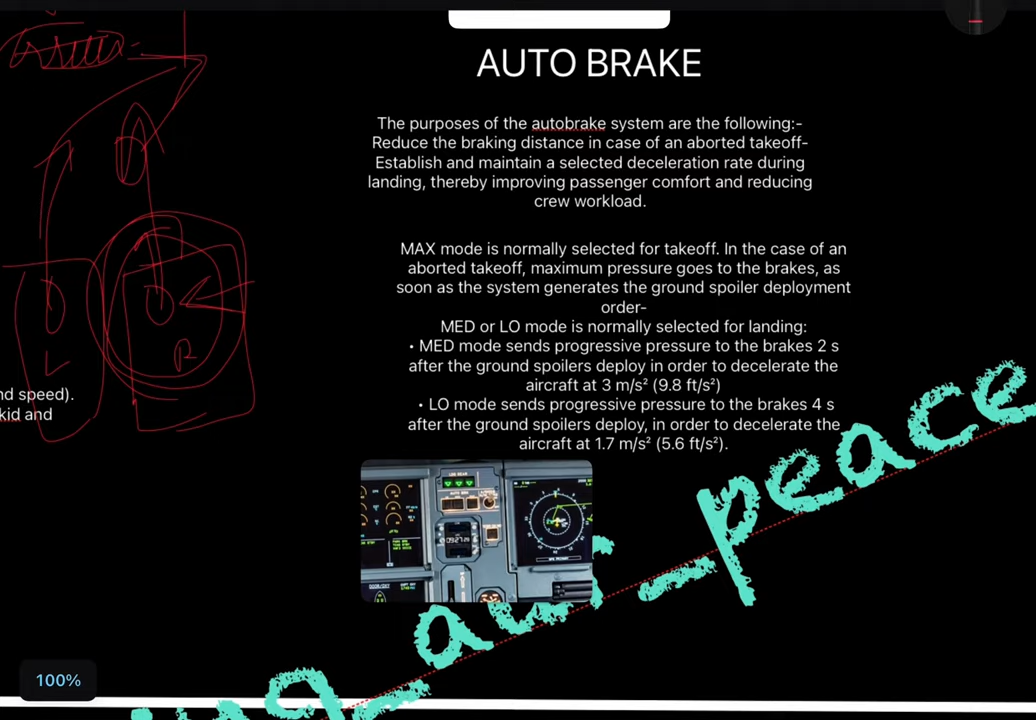 AUTO BRAKE
The purposes of the autobrake system are the following:-
Reduce the braking distance in case of an aborted takeoff-
Establish and maintain a selected deceleration rate during
landing, thereby improving passenger comfort and reducing
crew workload.
MAX mode is normally selected for takeoff. In the case of an
aborted takeoff, maximum pressure goes to the brakes, as
soon as the system generates the ground spoiler deployment
order-
MED or LO mode is normally selected for landing:
• MED mode sends progressive pressure to the brakes 2 s
after the ground spoilers deploy in order to decelerate the
aircraft at 3 m/s² (9.8 ft/s²)
• LO mode sends progressive pressure to the brakes 4 s
after the ground spoilers deploy, in order to decelerate the
aircraft at 1.7 m/s² (5.6 ft/s²).
nd speed).
kid and
L
R
peace
100%